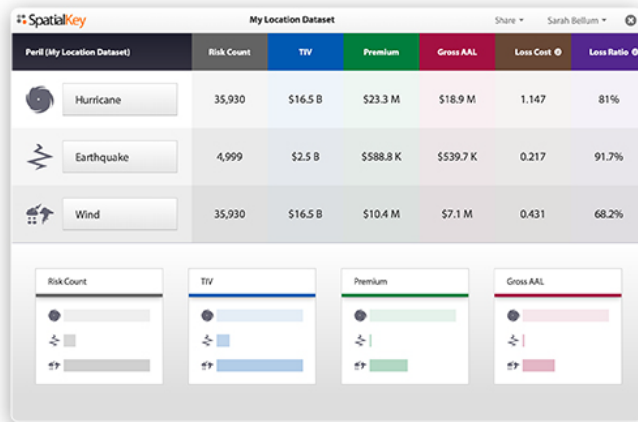 SpatialKey My Location Dataset Share Sarah Bellum
Peril (My Location Dataset) Risk Count TIV Premium Gross AAL Loss Cost Loss Ratio
Hurricane 35,930 $16.5 B $23.3 M $18.9 M 1.147 81%
Earthquake 4,999 $2.5 B $588.8 K $539.7 K 0.217 91.7%
Wind 35,930 $16.5 B $10.4 M $7.1 M 0.431 68.2%
Risk Count TIV Premium Gross AAL